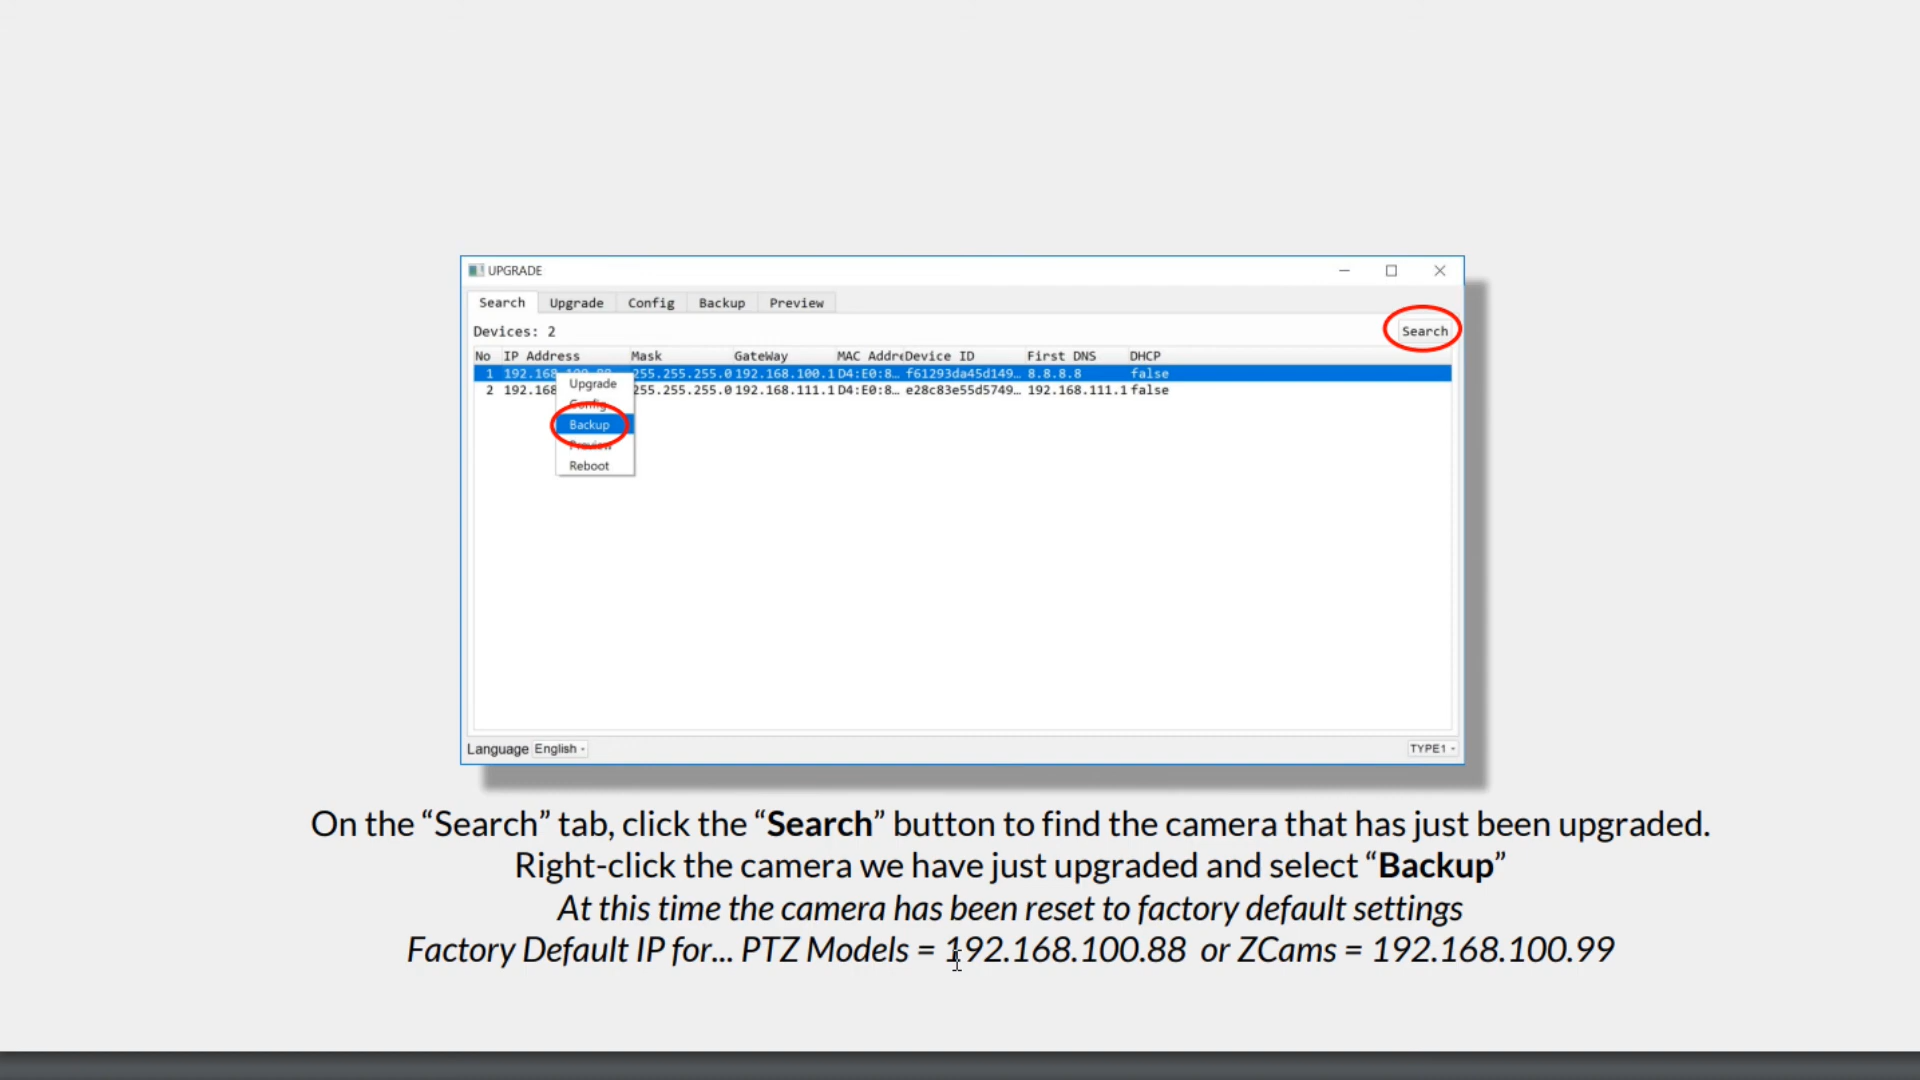 UPGRADE
Search Upgrade Config Backup Preview
Devices: 2 Search
No IP Address Mask GateWay MAC Addre Device ID First DNS DHCP
1 192.168.100.88 255.255.255.0 192.168.100.1 D4:E0:8… f61293da45d149… 8.8.8.8 false
2 192.168 255.255.255.0 192.168.111.1 D4:E0:8… e28c83e55d5749… 192.168.111.1 false
Upgrade
Config
Backup
Preview
Reboot
Language English TYPE1
On the “Search” tab, click the “Search” button to find the camera that has just been upgraded.
Right-click the camera we have just upgraded and select “Backup”
At this time the camera has been reset to factory default settings
Factory Default IP for... PTZ Models = 192.168.100.88 or ZCams = 192.168.100.99